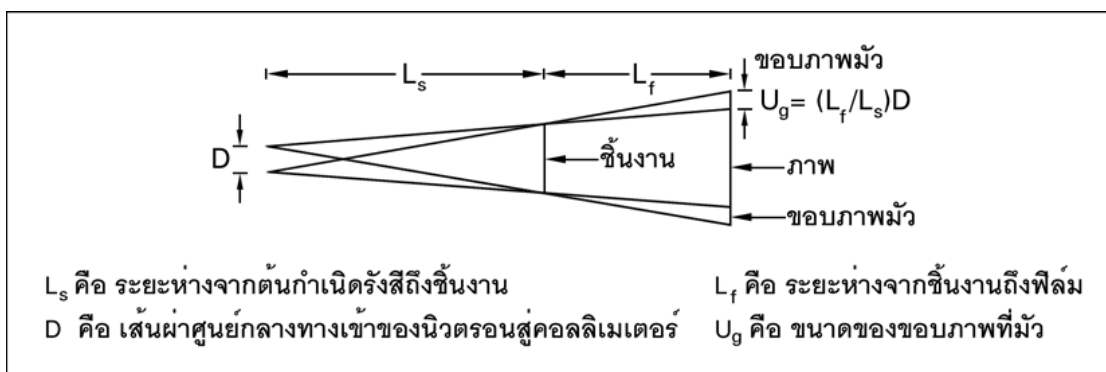 ขอบภาพมัว
Lₛ
L_f
U_g= (L_f/Lₛ)D
D
ชิ้นงาน
ภาพ
ขอบภาพมัว
Lₛ คือ ระยะห่างจากต้นกำเนิดรังสีถึงชิ้นงาน
L_f คือ ระยะห่างจากชิ้นงานถึงฟิล์ม
D คือ เส้นผ่าศูนย์กลางทางเข้าของนิวตรอนสู่คอลลิเมเตอร์
U_g คือ ขนาดของขอบภาพที่มัว